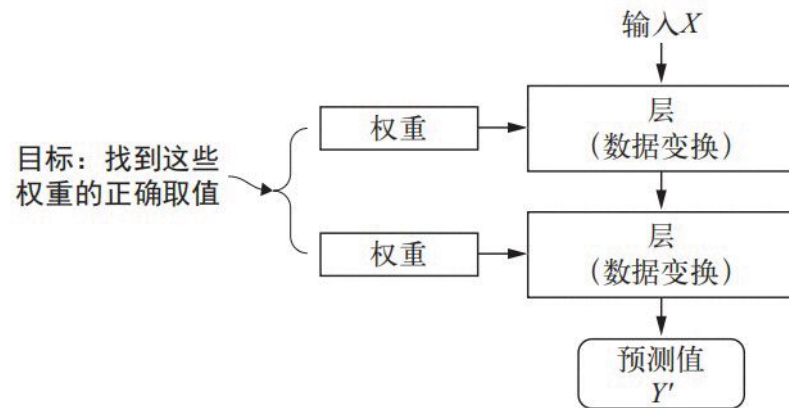 输入X
权重
层
(数据变换)
目标：找到这些
权重的正确取值
权重
层
(数据变换)
预测值
Y'